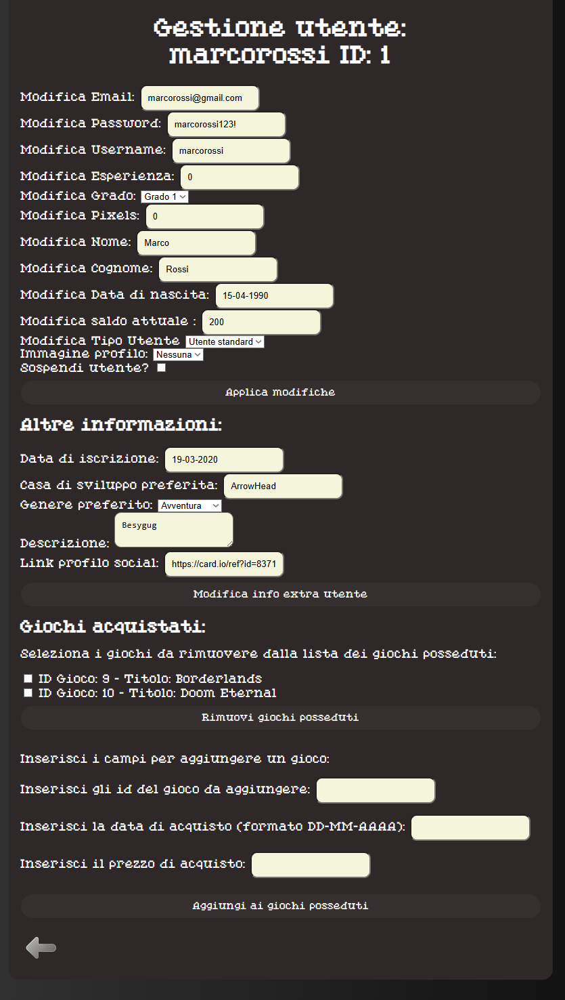 Gestione utente:
marcorossi ID: 1
Modifica Email: marcorossi@gmail.com
Modifica Password: marcorossi123!
Modifica Username: marcorossi
Modifica Esperienza: 0
Modifica Grado: Grado 1
Modifica Pixels: 0
Modifica Nome: Marco
Modifica Cognome: Rossi
Modifica Data di nascita: 15-04-1990
Modifica saldo attuale : 200
Modifica Tipo Utente Utente standard
Immagine profilo: Nessuna
Sospendi utente?
Applica modifiche
Altre informazioni:
Data di iscrizione: 19-03-2020
Casa di sviluppo preferita: ArrowHead
Genere preferito: Avventura
Descrizione: Besygug
Link profilo social: https://card.io/ref?id=8371
Modifica info extra utente
Giochi acquistati:
Seleziona i giochi da rimuovere dalla lista dei giochi posseduti:
ID Gioco: 9 - Titolo: Borderlands
ID Gioco: 10 - Titolo: Doom Eternal
Rimuovi giochi posseduti
Inserisci i campi per aggiungere un gioco:
Inserisci gli id del gioco da aggiungere:
Inserisci la data di acquisto (formato DD-MM-AAAA):
Inserisci il prezzo di acquisto:
Aggiungi ai giochi posseduti